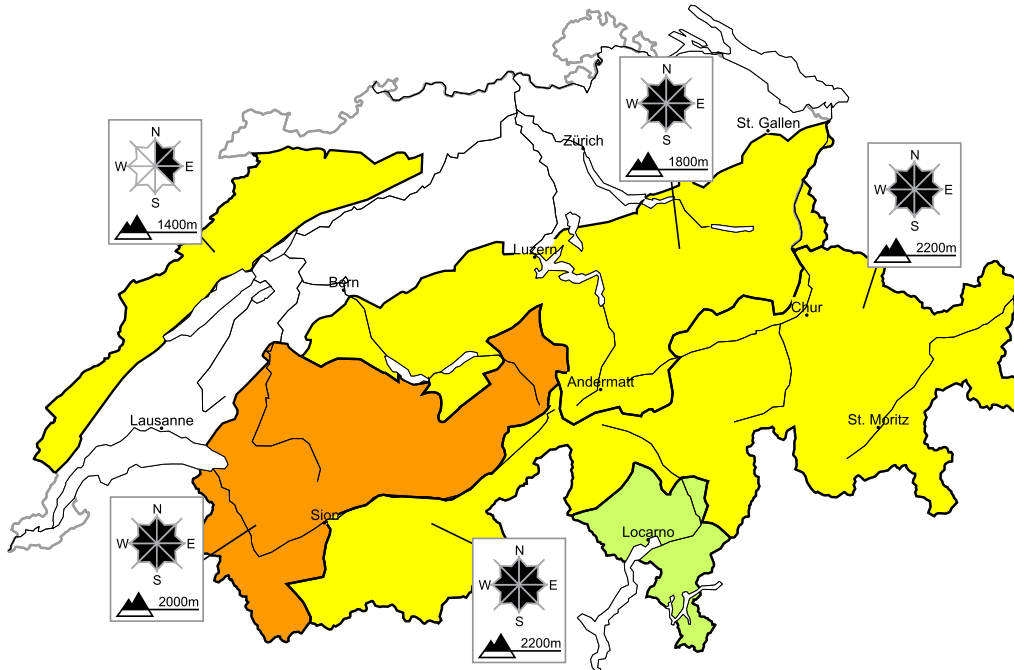 N
W E
S
1800m
St. Gallen
Zürich
N
W E
S
1400m
N
W E
S
2200m
Luzern
Bern
Chur
Andermatt
St. Moritz
Lausanne
N
W E
S
2000m
Sion
Locarno
N
W E
S
2200m